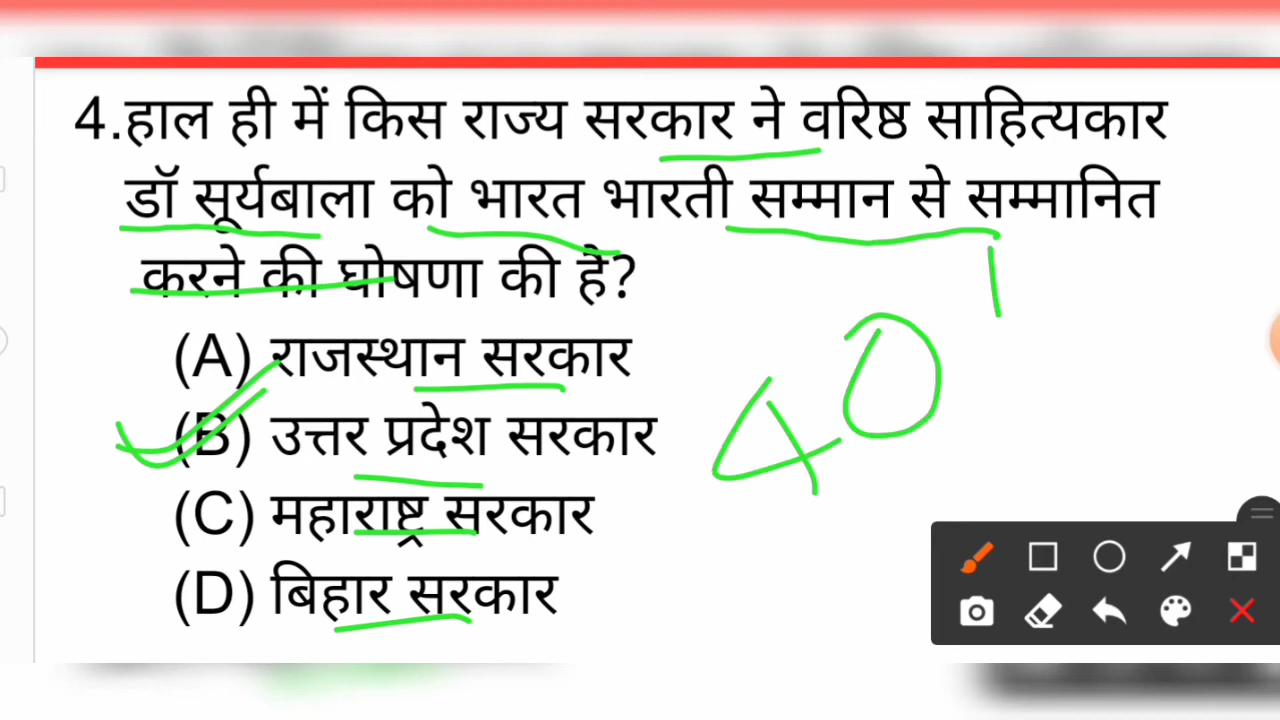 4.हाल ही में किस राज्य सरकार ने वरिष्ठ साहित्यकार
डॉ सूर्यबाला को भारत भारती सम्मान से सम्मानित
करने की घोषणा की है?
(A) राजस्थान सरकार
(B) उत्तर प्रदेश सरकार
(C) महाराष्ट्र सरकार
(D) बिहार सरकार
40